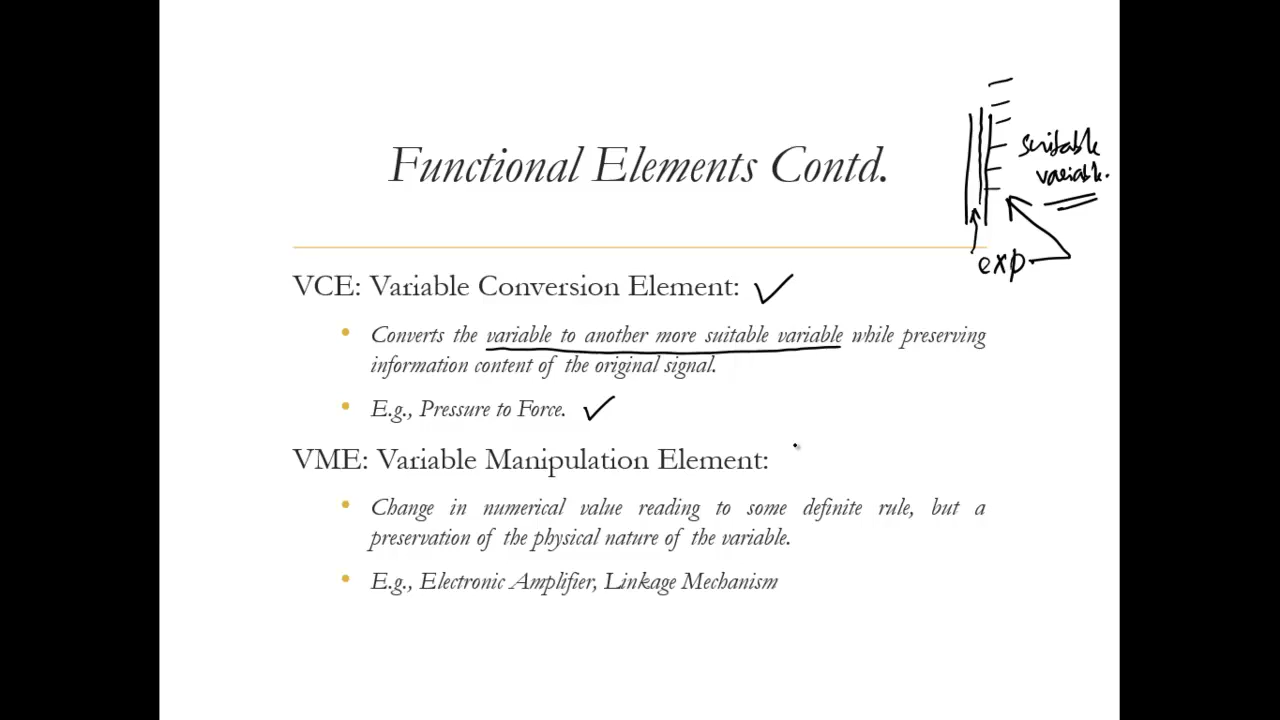 Functional Elements Contd.
suitable
variable.
exp
VCE: Variable Conversion Element:
• Converts the variable to another more suitable variable while preserving
information content of the original signal.
• E.g., Pressure to Force.
VME: Variable Manipulation Element:
• Change in numerical value reading to some definite rule, but a
preservation of the physical nature of the variable.
• E.g., Electronic Amplifier, Linkage Mechanism